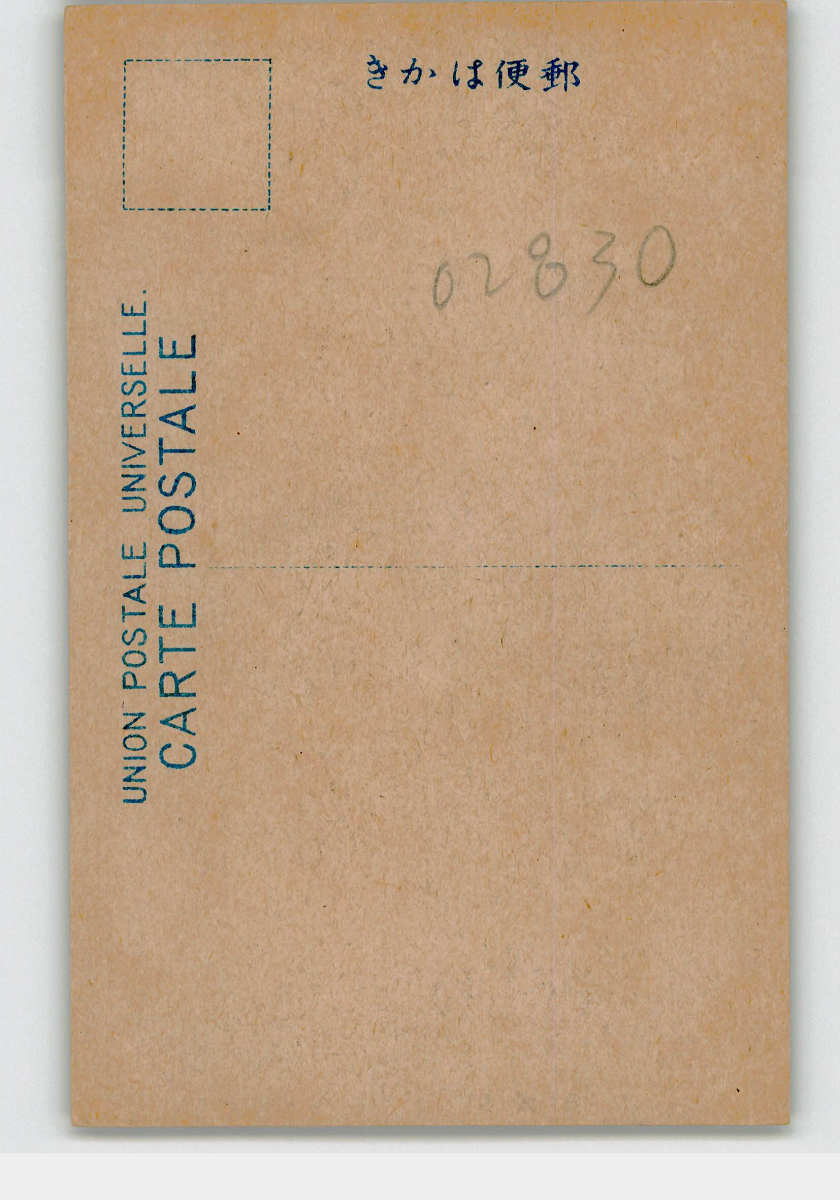 きかは便郵
02830
UNION POSTALE UNIVERSELLE.
CARTE POSTALE